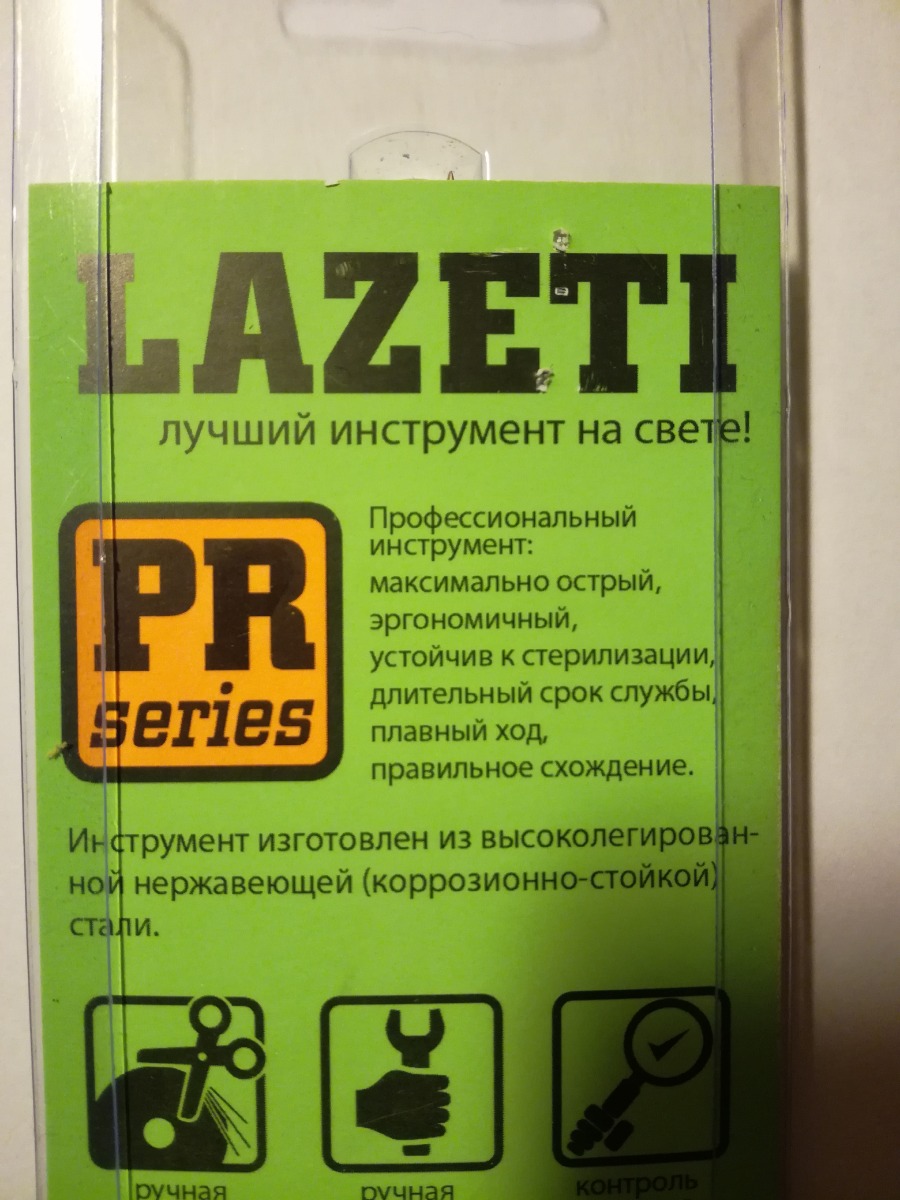 LAZETI
лучший инструмент на свете!
PR
series
Профессиональный
инструмент:
максимально острый,
эргономичный,
устойчив к стерилизации,
длительный срок службы,
плавный ход,
правильное схождение.
Инструмент изготовлен из высоколегирован-
ной нержавеющей (коррозионно-стойкой)
стали.
ручная ручная контроль